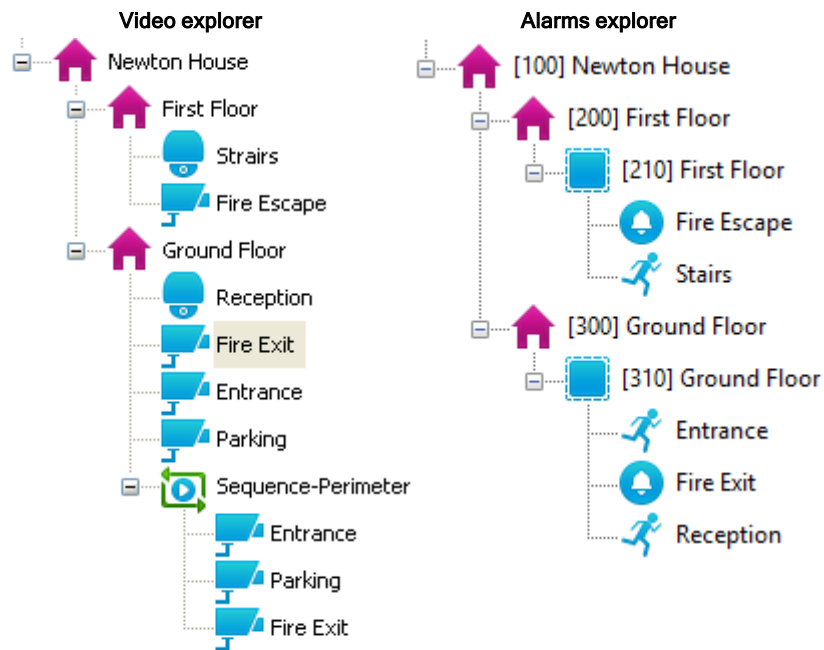 Video explorer
Newton House
First Floor
Strairs
Fire Escape
Ground Floor
Reception
Fire Exit
Entrance
Parking
Sequence-Perimeter
Entrance
Parking
Fire Exit
Alarms explorer
[100] Newton House
[200] First Floor
[210] First Floor
Fire Escape
Stairs
[300] Ground Floor
[310] Ground Floor
Entrance
Fire Exit
Reception